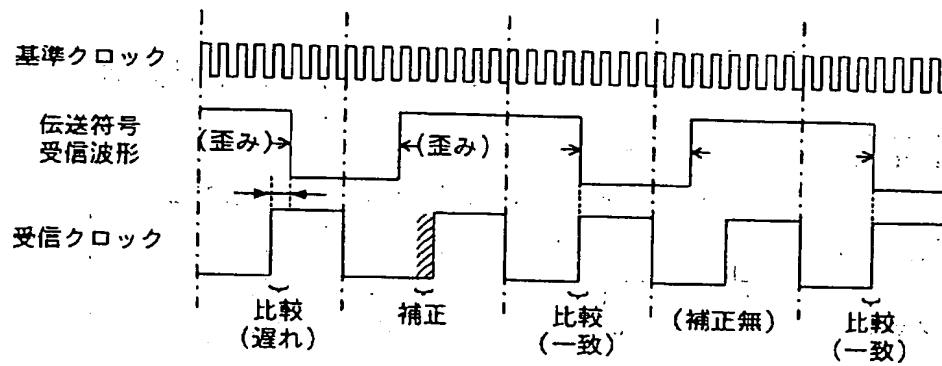 基準クロック
伝送符号
受信波形
(歪み)
(歪み)
受信クロック
比較
(遅れ)
補正
比較
(一致)
(補正無)
比較
(一致)